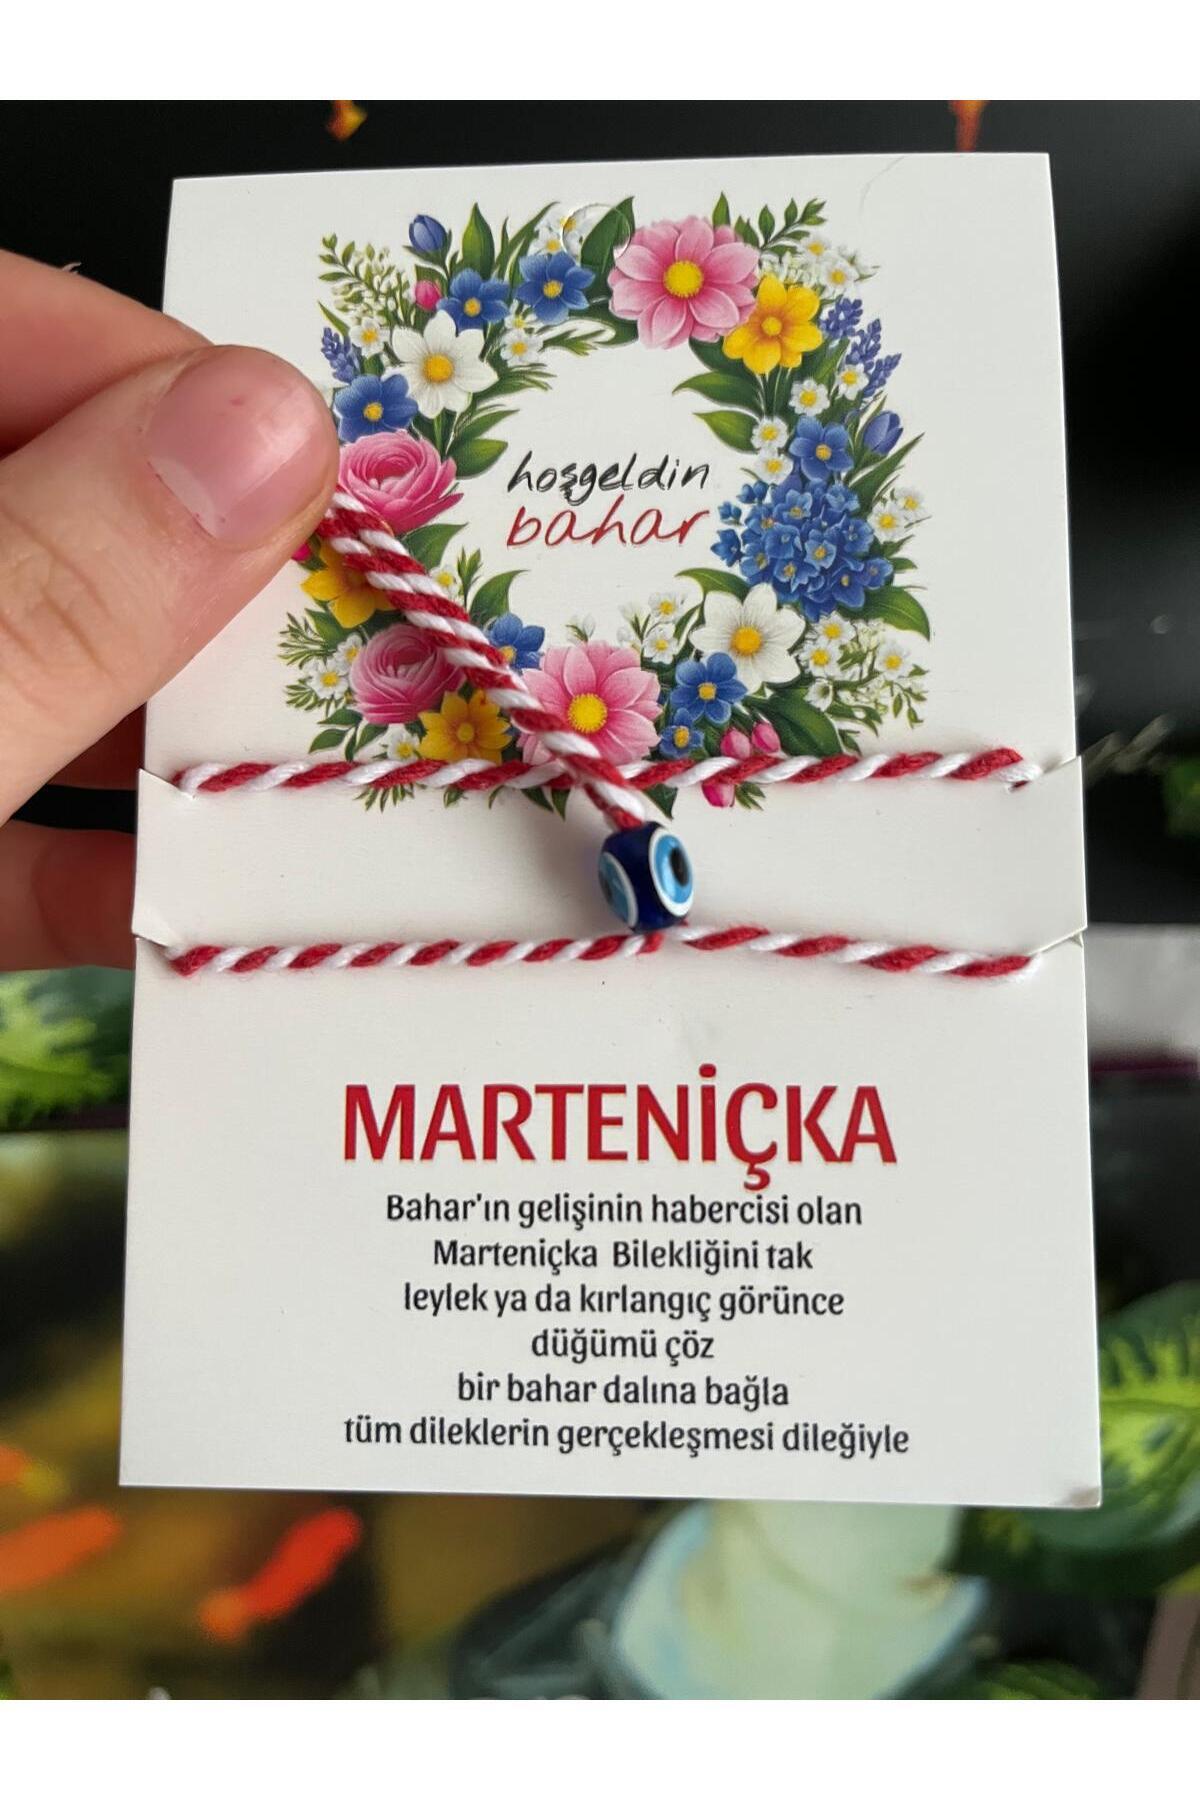 hoşgeldin
bahar
MARTENİÇKA
Bahar'ın gelişinin habercisi olan
Marteniçka Bilekliğini tak
leylek ya da kırlangıç görünce
düğümü çöz
bir bahar dalına bağla
tüm dileklerin gerçekleşmesi dileğiyle